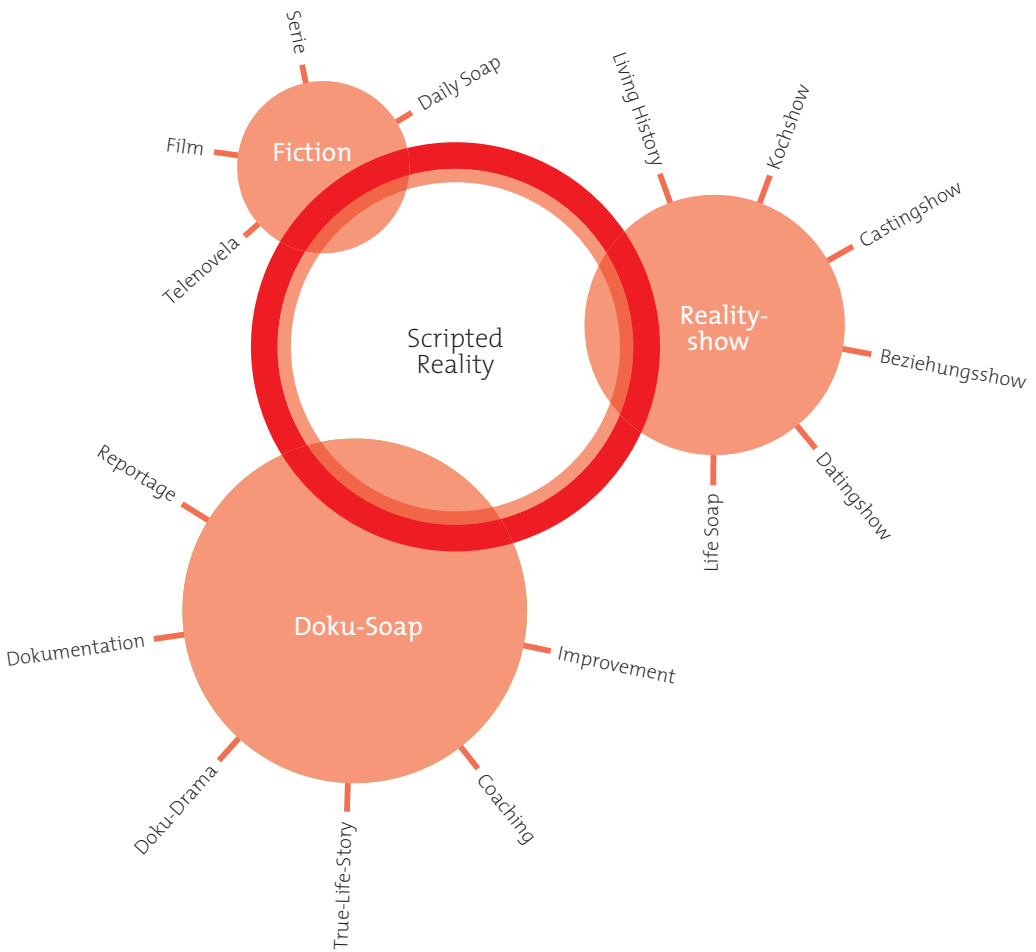 Serie
Daily Soap
Film
Fiction
Telenovela
Living History
Kochshow
Castingshow
Reality-
show
Beziehungsshow
Datingshow
Life Soap
Scripted
Reality
Reportage
Doku-Soap
Dokumentation
Improvement
Doku-Drama
Coaching
True-Life-Story